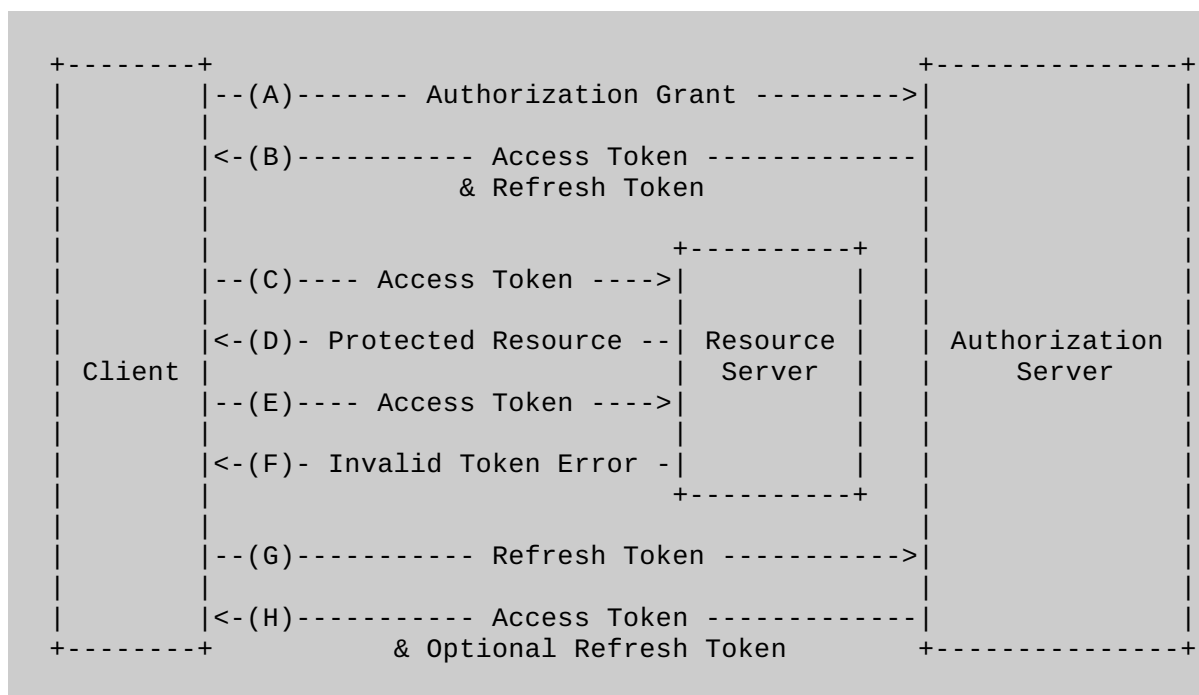 +--------+                                           +---------------+
|        |--(A)------- Authorization Grant --------->|               |
|        |                                           |               |
|        |<-(B)----------- Access Token -------------|               |
|        |               & Refresh Token             |               |
|        |                                           |               |
|        |                            +----------+   |               |
|        |--(C)---- Access Token ---->|          |   |               |
|        |                            |          |   |               |
|        |<-(D)- Protected Resource --| Resource |   | Authorization |
| Client |                            |  Server  |   |     Server    |
|        |--(E)---- Access Token ---->|          |   |               |
|        |                            |          |   |               |
|        |<-(F)- Invalid Token Error -|          |   |               |
|        |                            +----------+   |               |
|        |                                           |               |
|        |--(G)----------- Refresh Token ----------->|               |
|        |                                           |               |
|        |<-(H)----------- Access Token -------------|               |
+--------+           & Optional Refresh Token        +---------------+